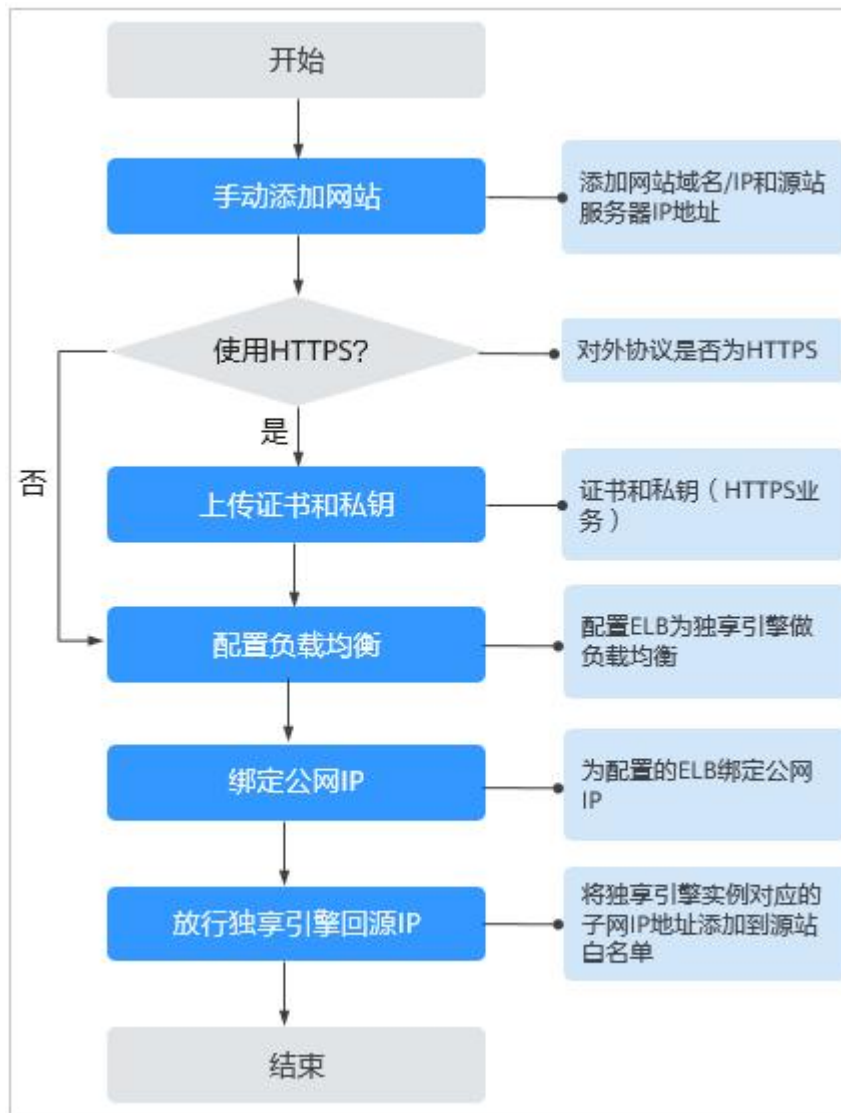 开始
手动添加网站
添加网站域名/IP和源站
服务器IP地址
使用HTTPS?
对外协议是否为HTTPS
是
否
上传证书和私钥
证书和私钥（HTTPS业
务）
配置负载均衡
配置ELB为独享引擎做
负载均衡
绑定公网IP
为配置的ELB绑定公网
IP
放行独享引擎回源IP
将独享引擎实例对应的
子网IP地址添加到源站
白名单
结束